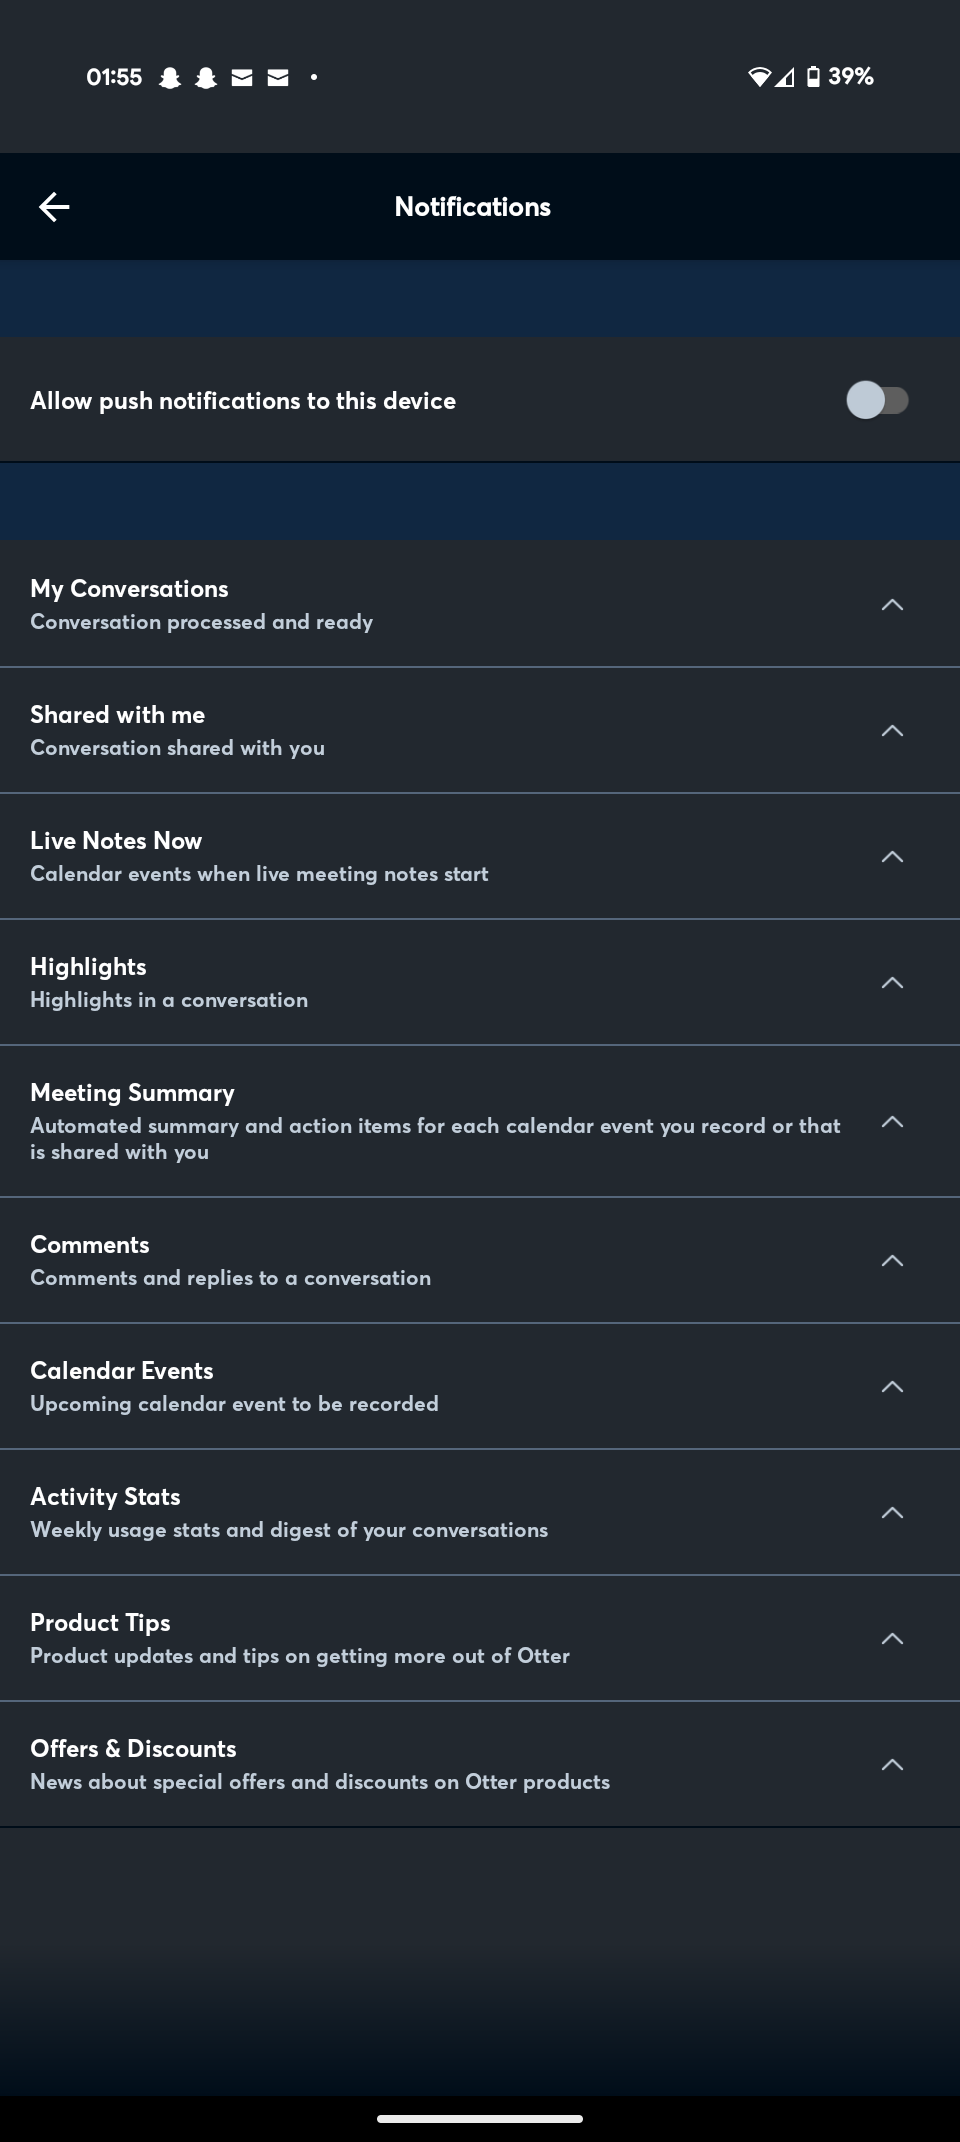 01:55
39%
Notifications
Allow push notifications to this device
My Conversations
Conversation processed and ready
Shared with me
Conversation shared with you
Live Notes Now
Calendar events when live meeting notes start
Highlights
Highlights in a conversation
Meeting Summary
Automated summary and action items for each calendar event you record or that
is shared with you
Comments
Comments and replies to a conversation
Calendar Events
Upcoming calendar event to be recorded
Activity Stats
Weekly usage stats and digest of your conversations
Product Tips
Product updates and tips on getting more out of Otter
Offers & Discounts
News about special offers and discounts on Otter products